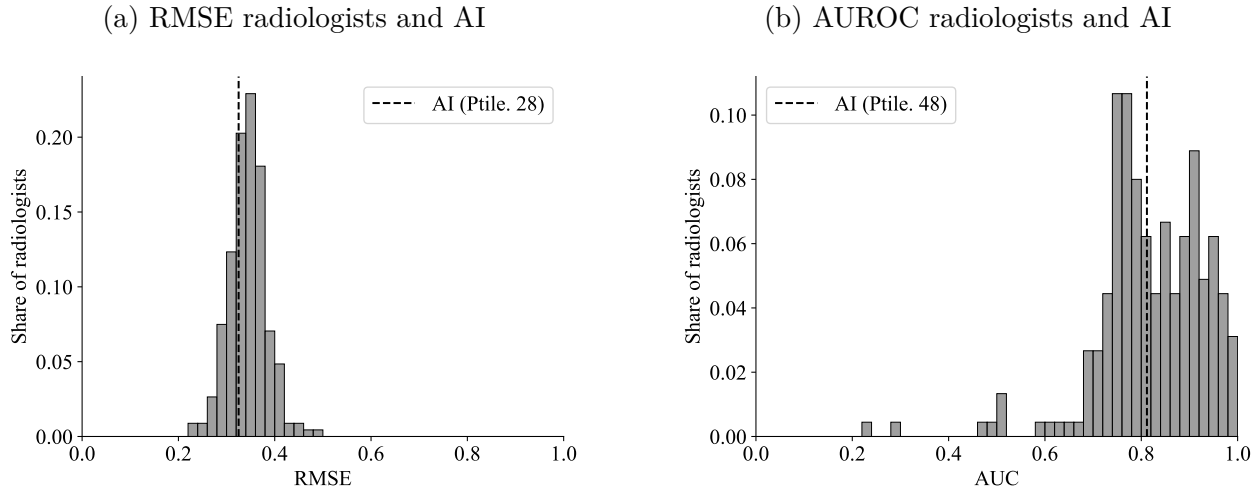 (a) RMSE radiologists and AI
AI (Ptile. 28)
Share of radiologists
0.20
0.15
0.10
0.05
0.00
0.0 0.2 0.4 0.6 0.8 1.0
RMSE
(b) AUROC radiologists and AI
AI (Ptile. 48)
Share of radiologists
0.10
0.08
0.06
0.04
0.02
0.00
0.0 0.2 0.4 0.6 0.8 1.0
AUC